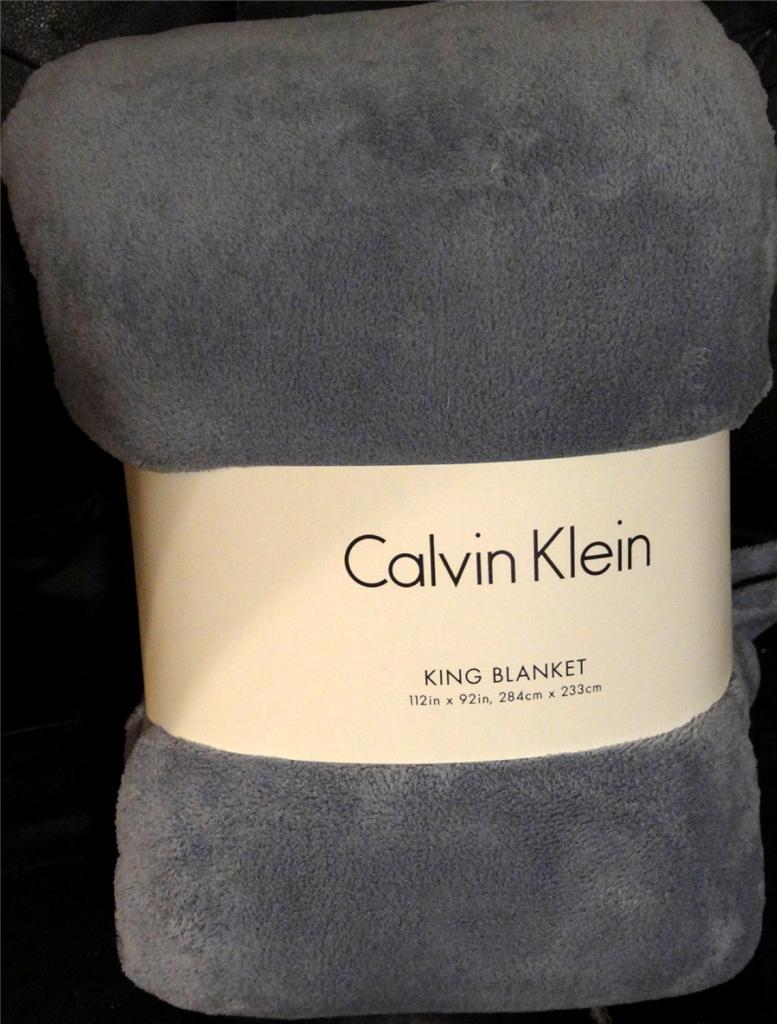 Calvin Klein
KING BLANKET
112in x 92in, 284cm x 233cm